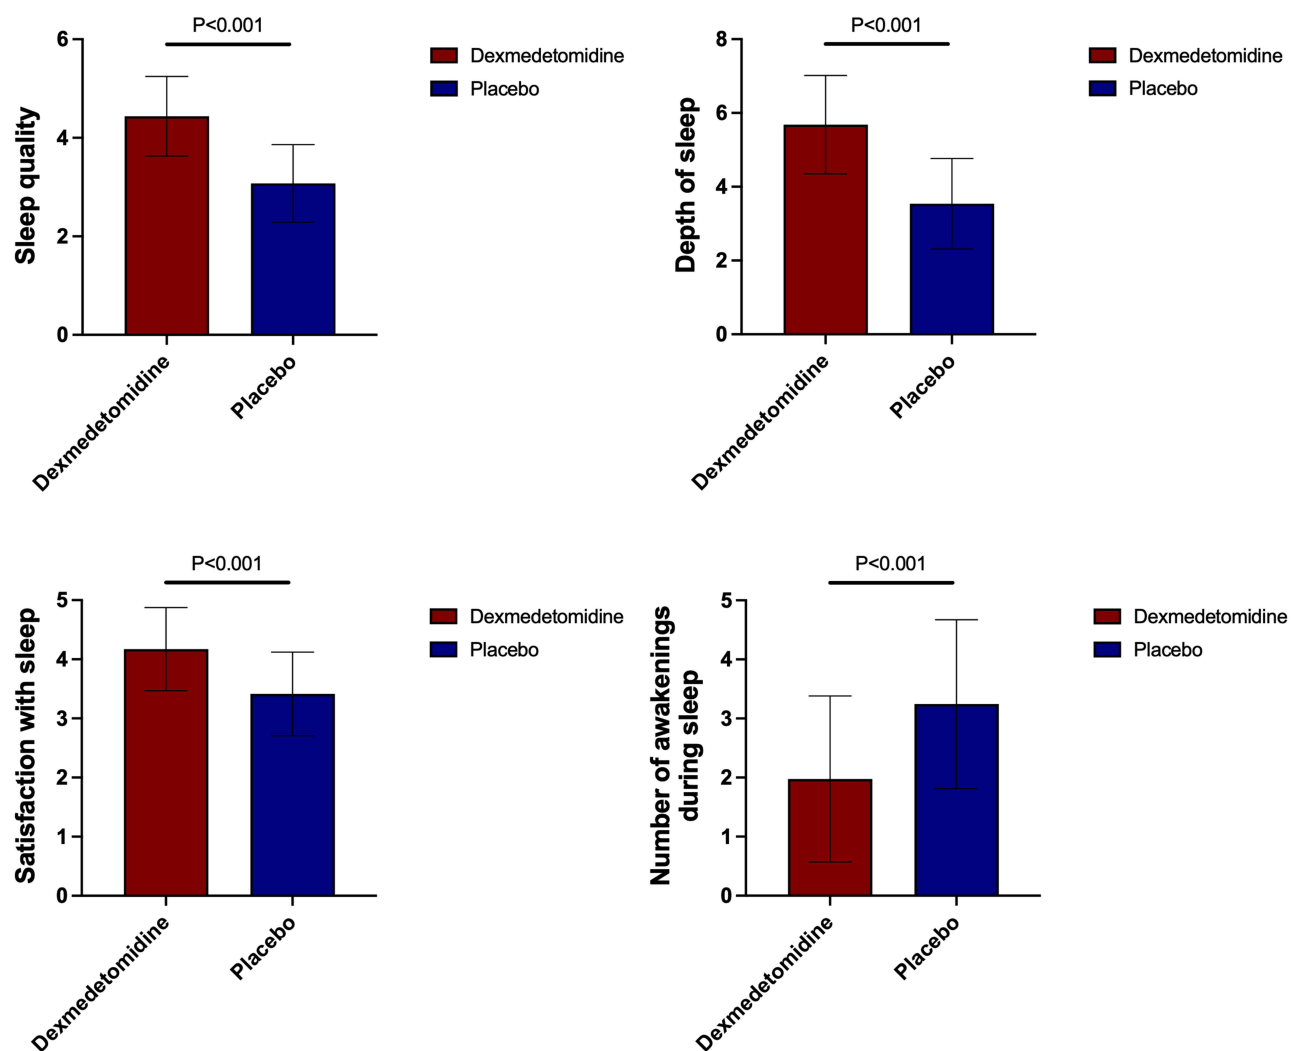 P<0.001
6
4
2
0
Sleep quality
Dexmedetomidine
Placebo
Dexmedetomidine
Placebo
P<0.001
8
6
4
2
0
Depth of sleep
Dexmedetomidine
Placebo
Dexmedetomidine
Placebo
P<0.001
5
4
3
2
1
0
Satisfaction with sleep
Dexmedetomidine
Placebo
Dexmedetomidine
Placebo
P<0.001
5
4
3
2
1
0
Number of awakenings
during sleep
Dexmedetomidine
Placebo
Dexmedetomidine
Placebo